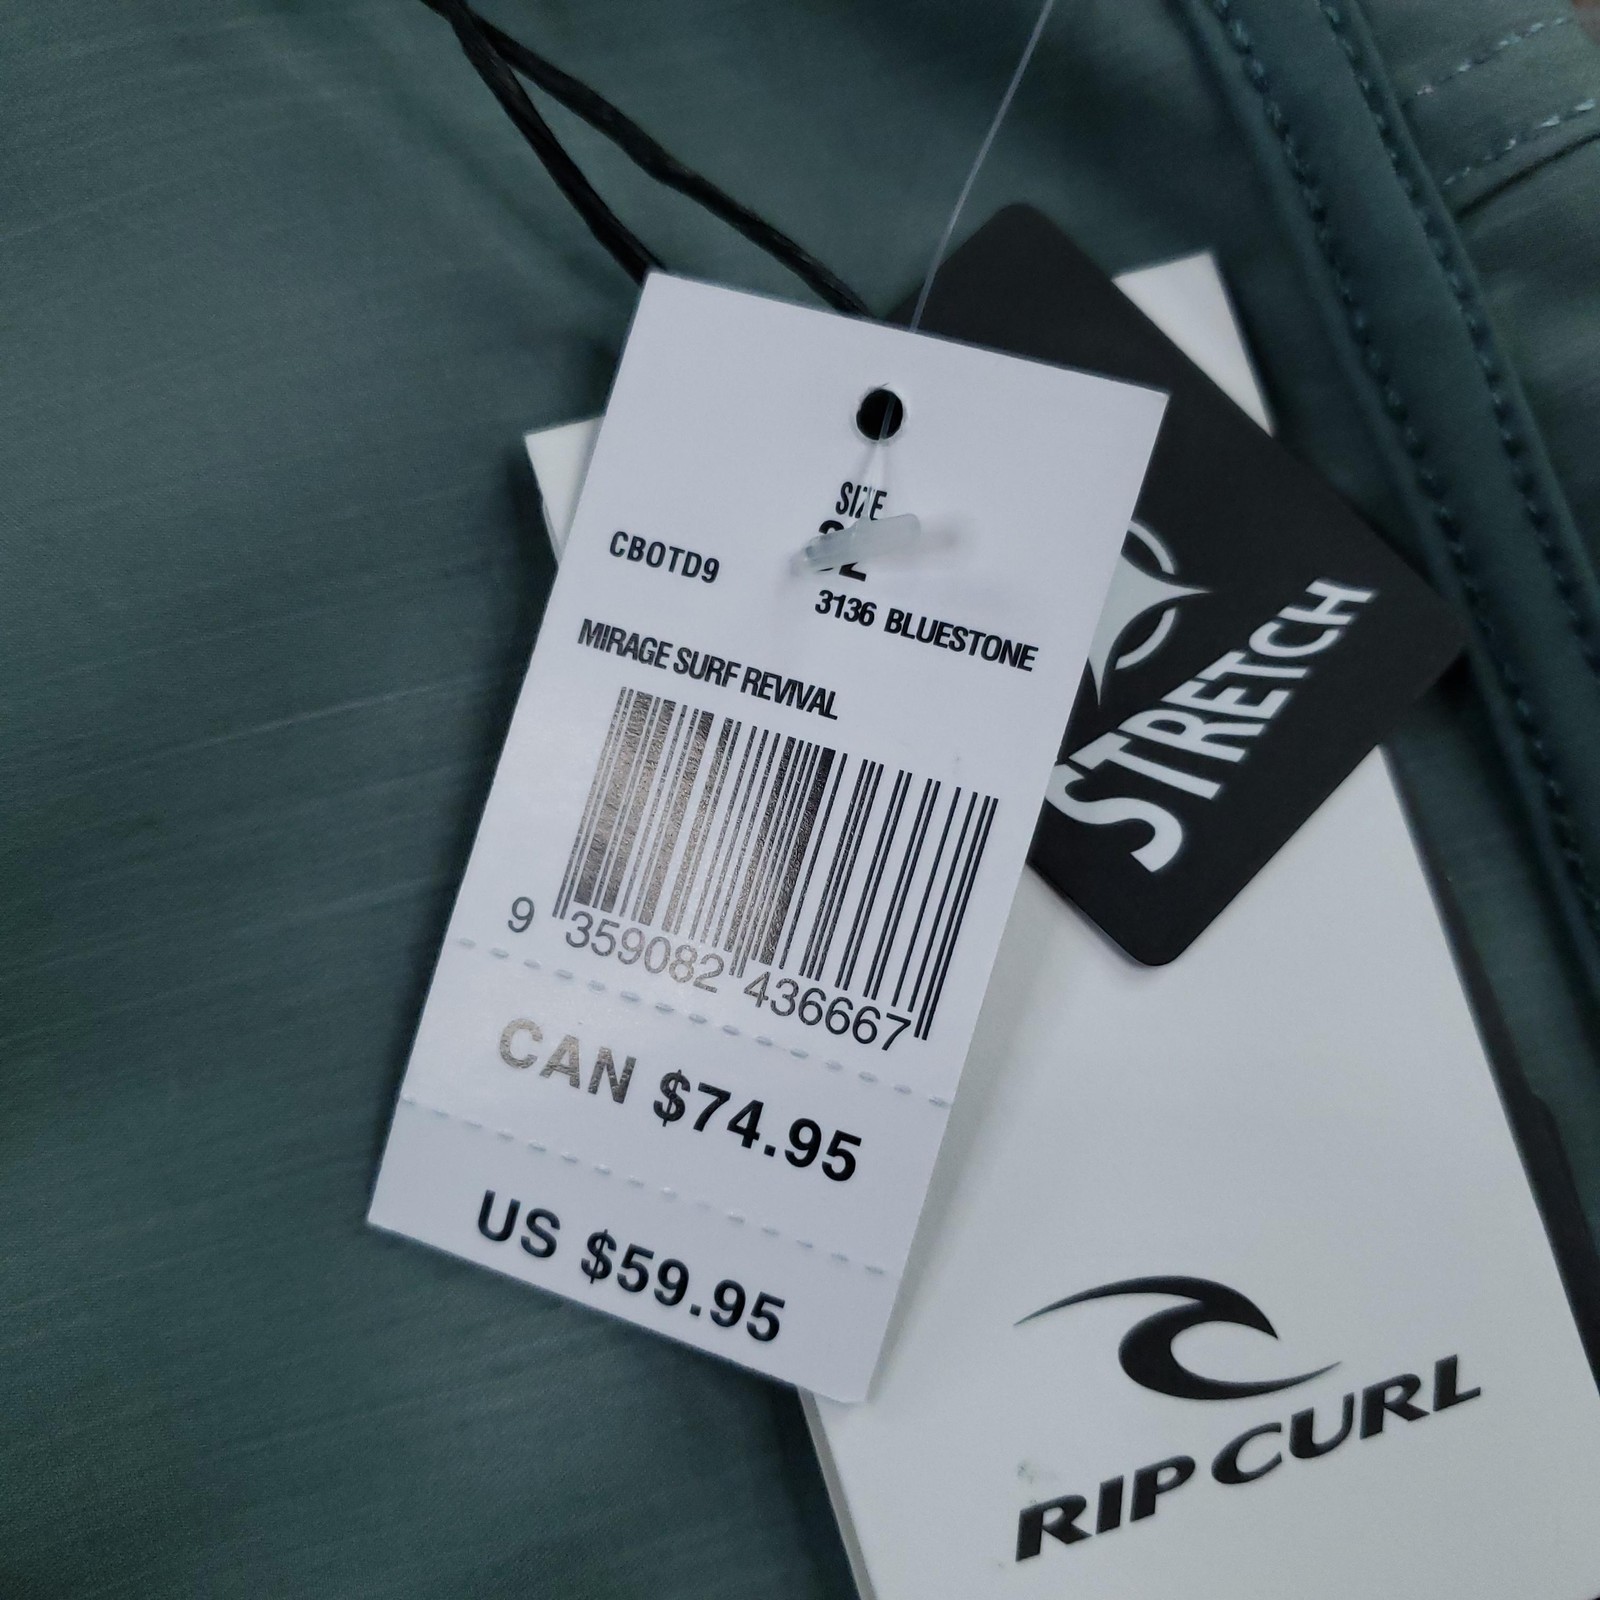 SIZE
CBOTD9
3136 BLUESTONE
MIRAGE SURF REVIVAL
9 359082 436667
CAN $74.95
US $59.95
STRETCH
RIP CURL